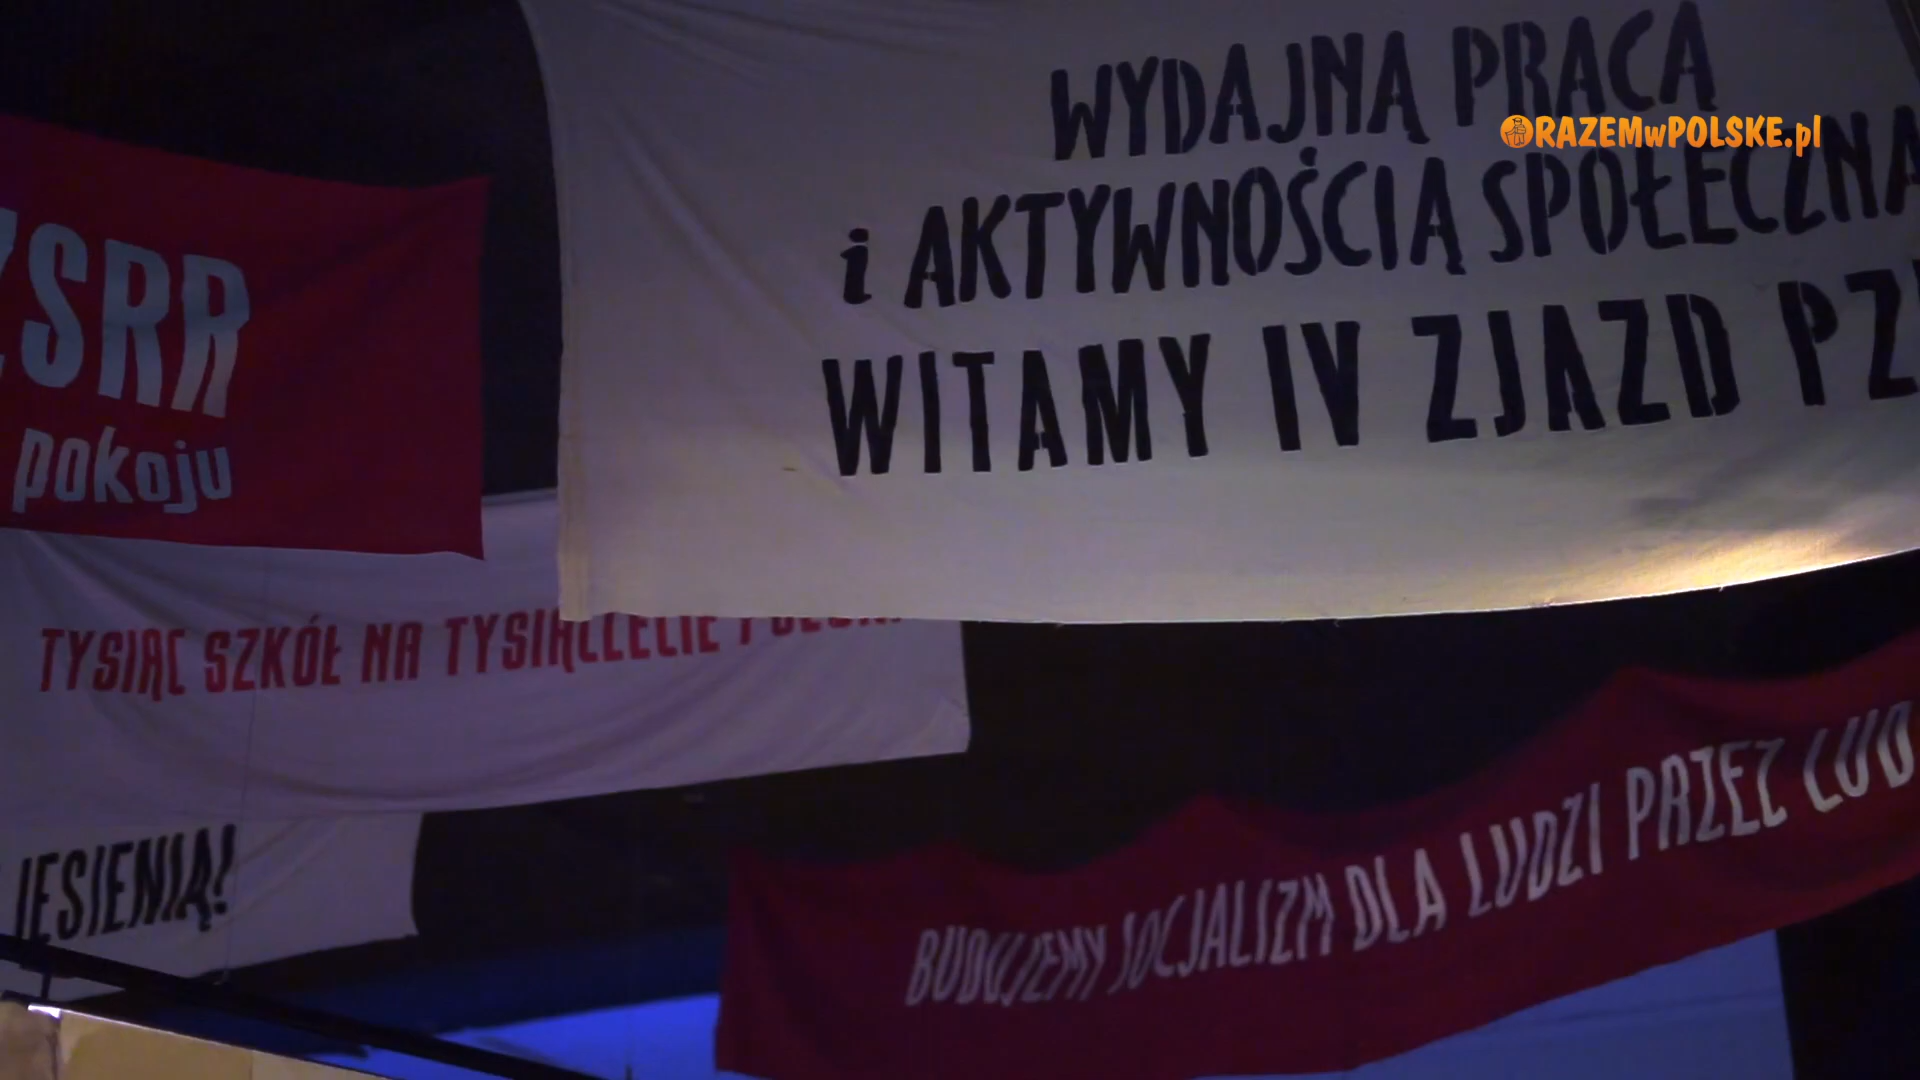 WYDAJNĄ PRACĄ
i AKTYWNOŚCIĄ SPOŁECZNĄ
WITAMY IV ZJAZD
RAZEMwPOLSKE.pl
ZSRR
pokoju
TYSIĄC SZKÓŁ NA TYSIĄCLECIE
JESIENIĄ!
BUDUJEMY SOCJALIZM DLA LUDZI PRZEZ